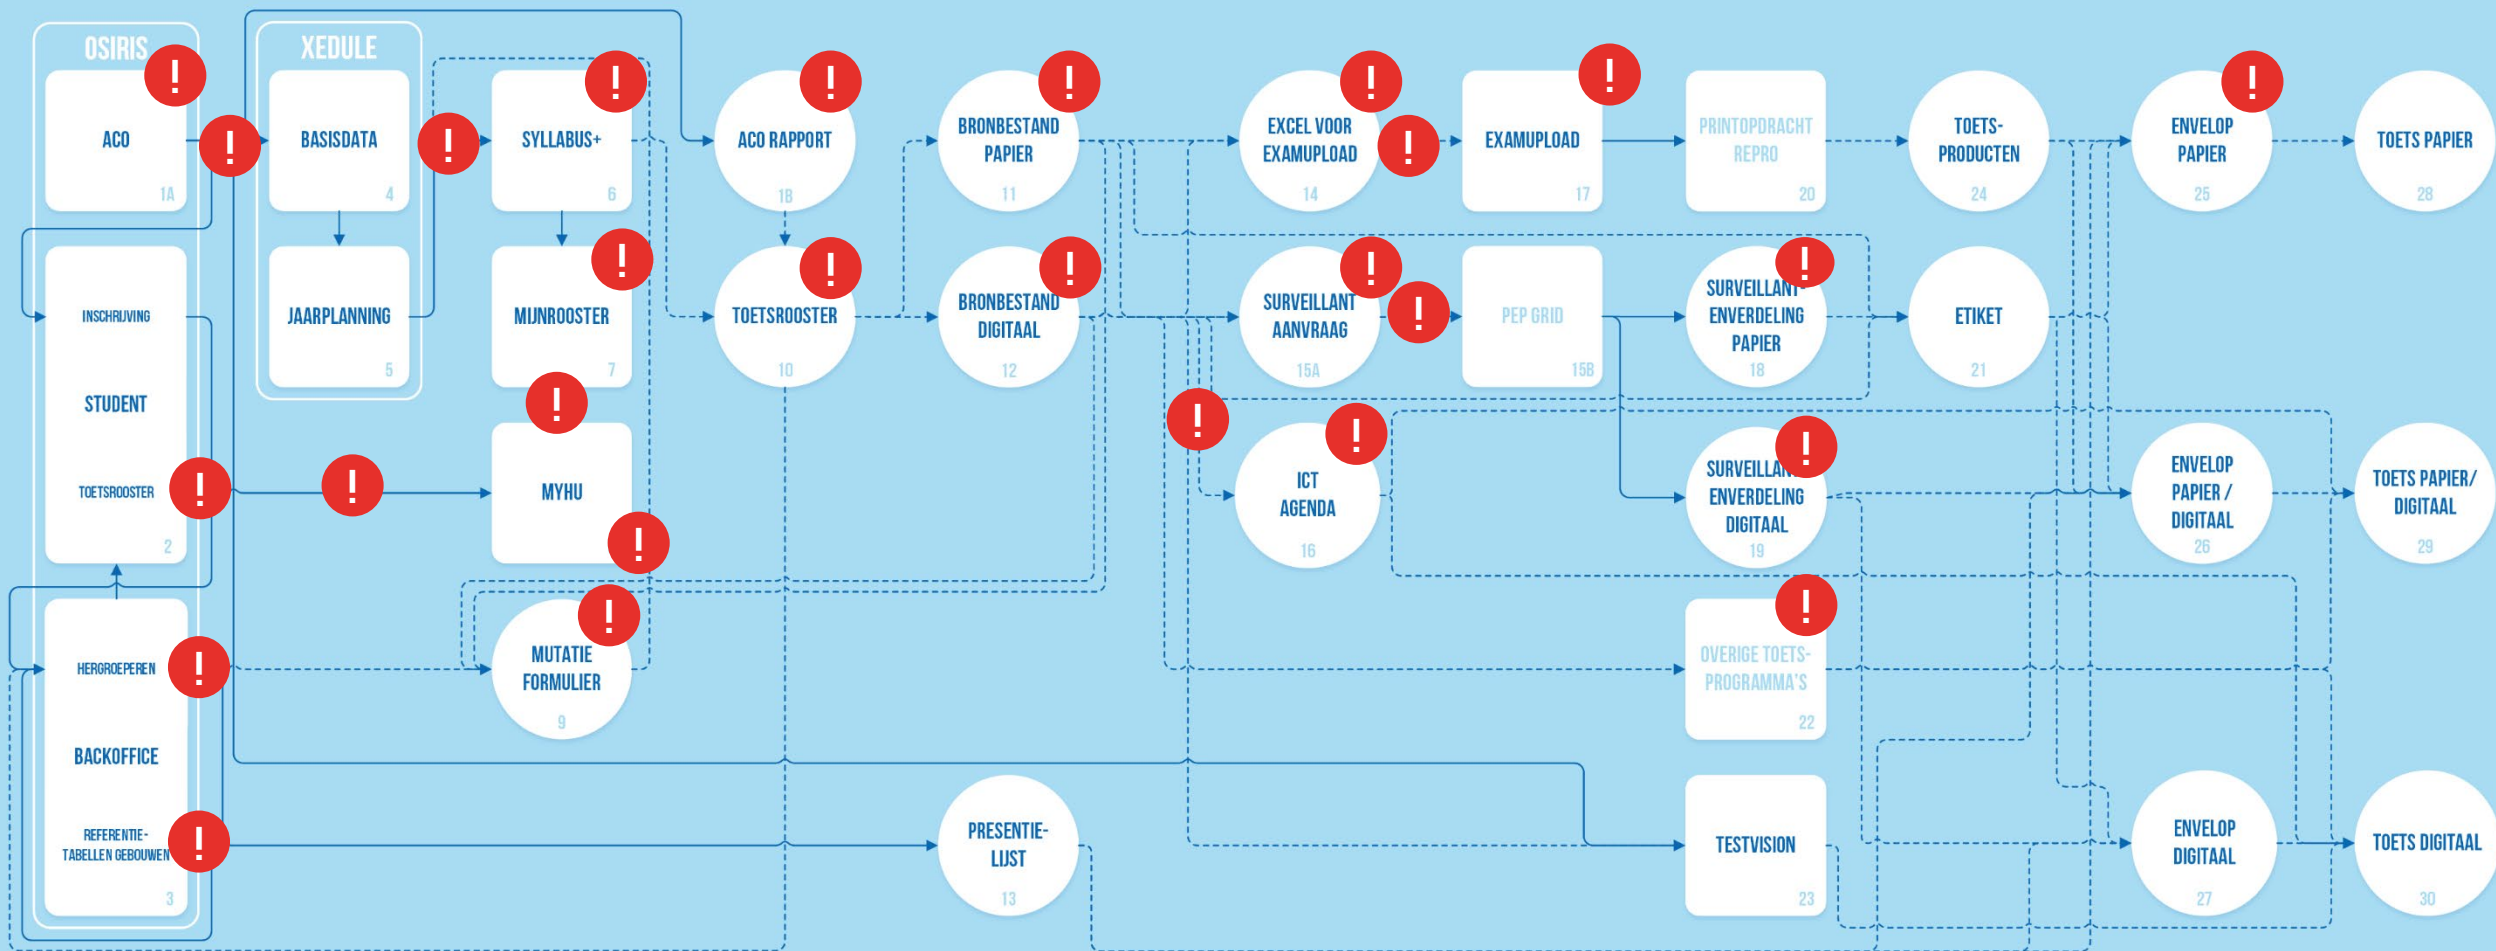 OSIRIS
XEDULE
ACO
1A
BASISDATA
4
SYLLABUS+
6
ACO RAPPORT
1B
BRONBESTAND
PAPIER
11
EXCEL VOOR
EXAMUPLOAD
14
EXAMUPLOAD
17
PRINTOPDRACHT
REPRO
20
TOETS-
PRODUCTEN
24
ENVELOP
PAPIER
25
TOETS PAPIER
28
INSCHRIJVING
STUDENT
TOETSROOSTER
2
JAARPLANNING
5
MIJNROOSTER
7
TOETSROOSTER
10
BRONBESTAND
DIGITAAL
12
SURVEILLANT
AANVRAAG
15A
PEP GRID
15B
SURVEILLANT-
ENVERDELING
PAPIER
18
ETIKET
21
MYHU
ICT
AGENDA
16
ENVERDELING
DIGITAAL
19
ENVELOP
PAPIER /
DIGITAAL
26
TOETS PAPIER/
DIGITAAL
29
HERGROEPEREN
BACKOFFICE
REFERENTIE-
TABELLEN GEBOUWEN
3
MUTATIE
FORMULIER
9
OVERIGE TOETS-
PROGRAMMA'S
22
PRESENTIE-
LIJST
13
TESTVISION
23
ENVELOP
DIGITAAL
27
TOETS DIGITAAL
30